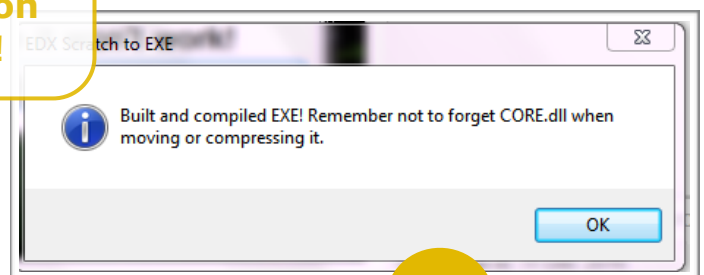 on
!
EDX Scratch to EXE
Built and compiled EXE! Remember not to forget CORE.dll when
moving or compressing it.
OK